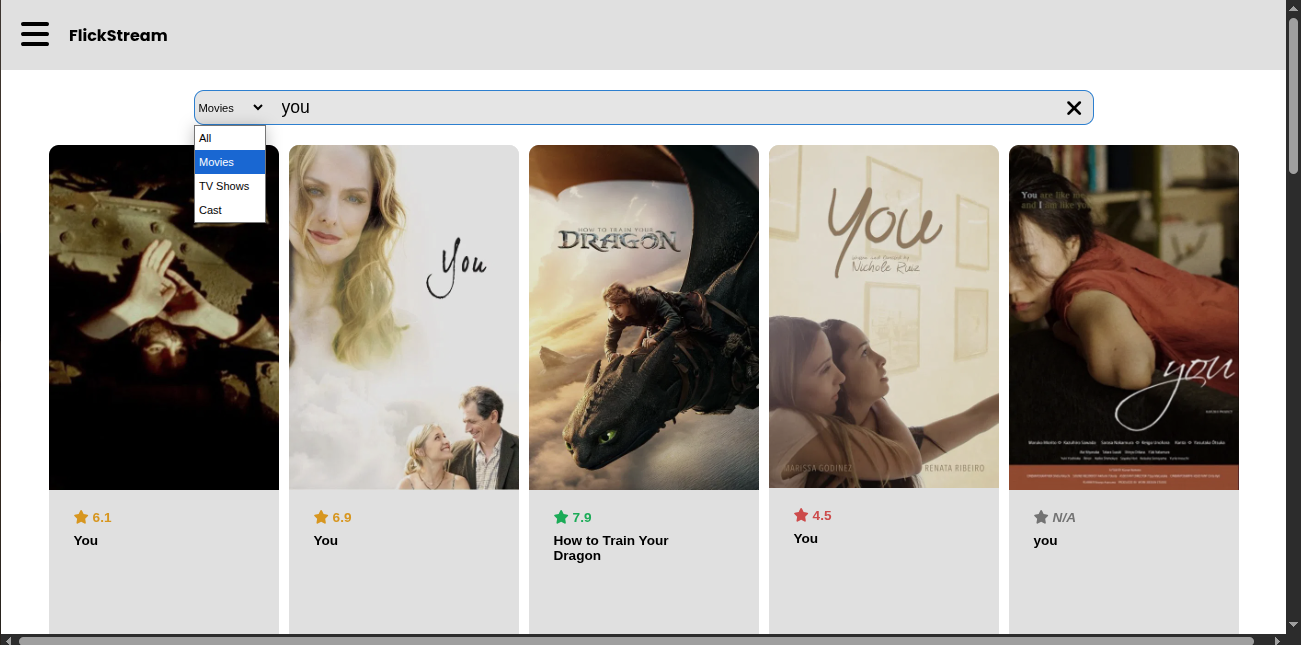 FlickStream
Movies
you
All
Movies
TV Shows
Cast
You
HOW TO TRAIN YOUR
DRAGON
You
written and directed by
Nichole Ruiz
MARISSA GODINEZ
RENATA RIBEIRO
You are like me
and I am like you
you
6.1
You
6.9
You
7.9
How to Train Your
Dragon
4.5
You
N/A
you